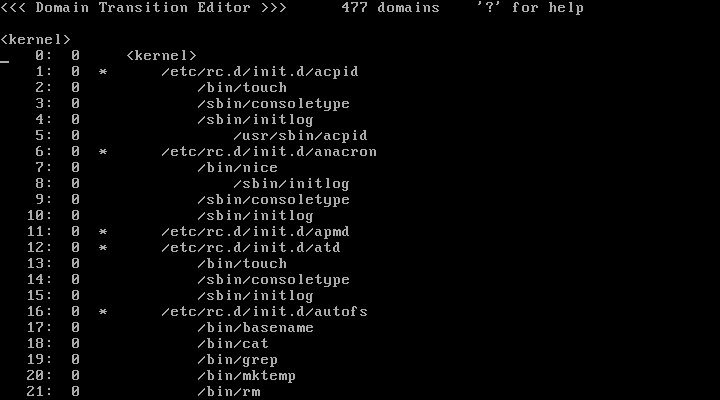 <<< Domain Transition Editor >>>      477 domains    '?' for help

<kernel>
    0:  0     <kernel>
    1:  0  *      /etc/rc.d/init.d/acpid
    2:  0             /bin/touch
    3:  0             /sbin/consoletype
    4:  0             /sbin/initlog
    5:  0                 /usr/sbin/acpid
    6:  0  *      /etc/rc.d/init.d/anacron
    7:  0             /bin/nice
    8:  0                 /sbin/initlog
    9:  0             /sbin/consoletype
   10:  0             /sbin/initlog
   11:  0  *      /etc/rc.d/init.d/apmd
   12:  0  *      /etc/rc.d/init.d/atd
   13:  0             /bin/touch
   14:  0             /sbin/consoletype
   15:  0             /sbin/initlog
   16:  0  *      /etc/rc.d/init.d/autofs
   17:  0             /bin/basename
   18:  0             /bin/cat
   19:  0             /bin/grep
   20:  0             /bin/mktemp
   21:  0             /bin/rm